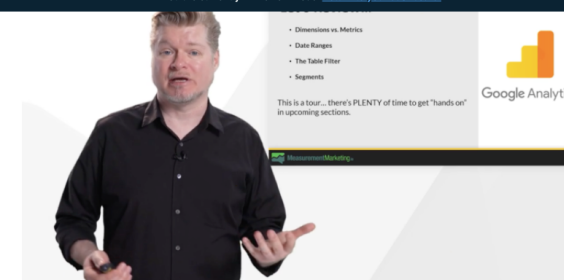 • Dimensions vs. Metrics
• Date Ranges
• The Table Filter
• Segments
This is a tour... there's PLENTY of time to get "hands on"
in upcoming sections.
Google Analyt
MeasurementMarketing